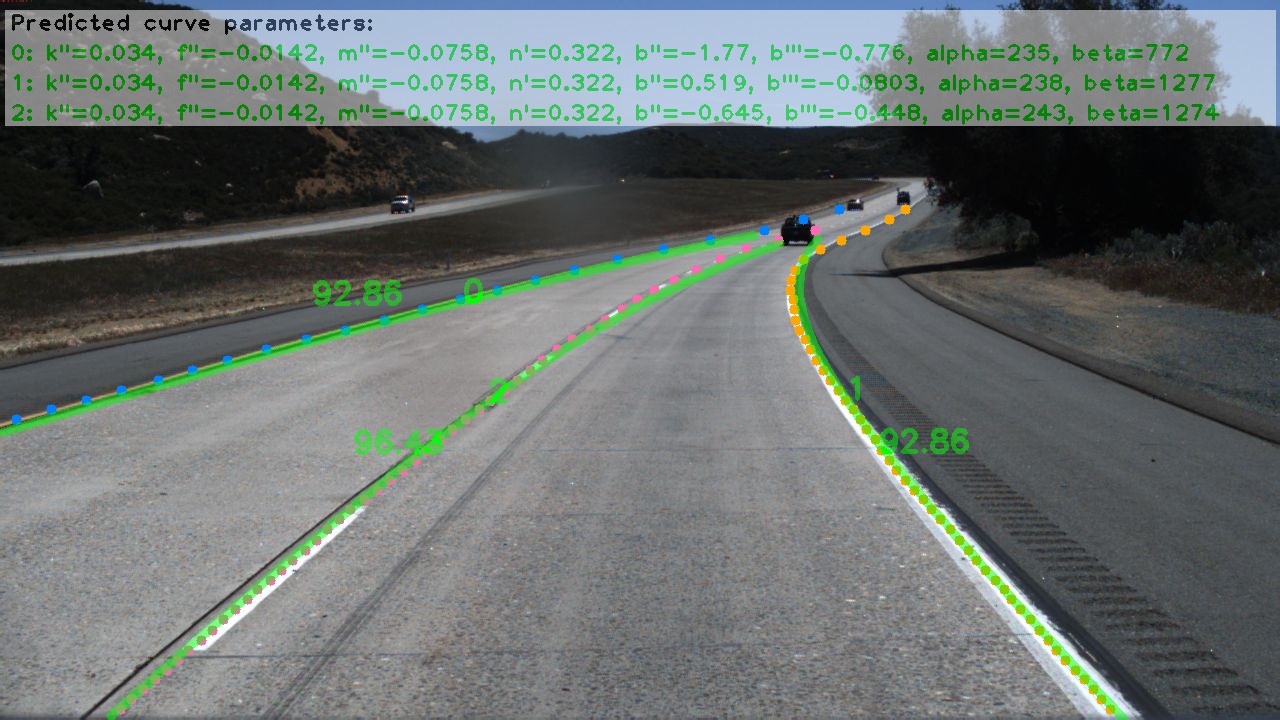 Predicted curve parameters:
0: k''=0.034, f''=-0.0142, m''=-0.0758, n'=0.322, b''=-1.77, b'''=-0.776, alpha=235, beta=772
1: k''=0.034, f''=-0.0142, m''=-0.0758, n'=0.322, b''=0.519, b'''=-0.0803, alpha=238, beta=1277
2: k''=0.034, f''=-0.0142, m''=-0.0758, n'=0.322, b''=-0.645, b'''=-0.448, alpha=243, beta=1274
92.86 0
2 1
96.43 92.86